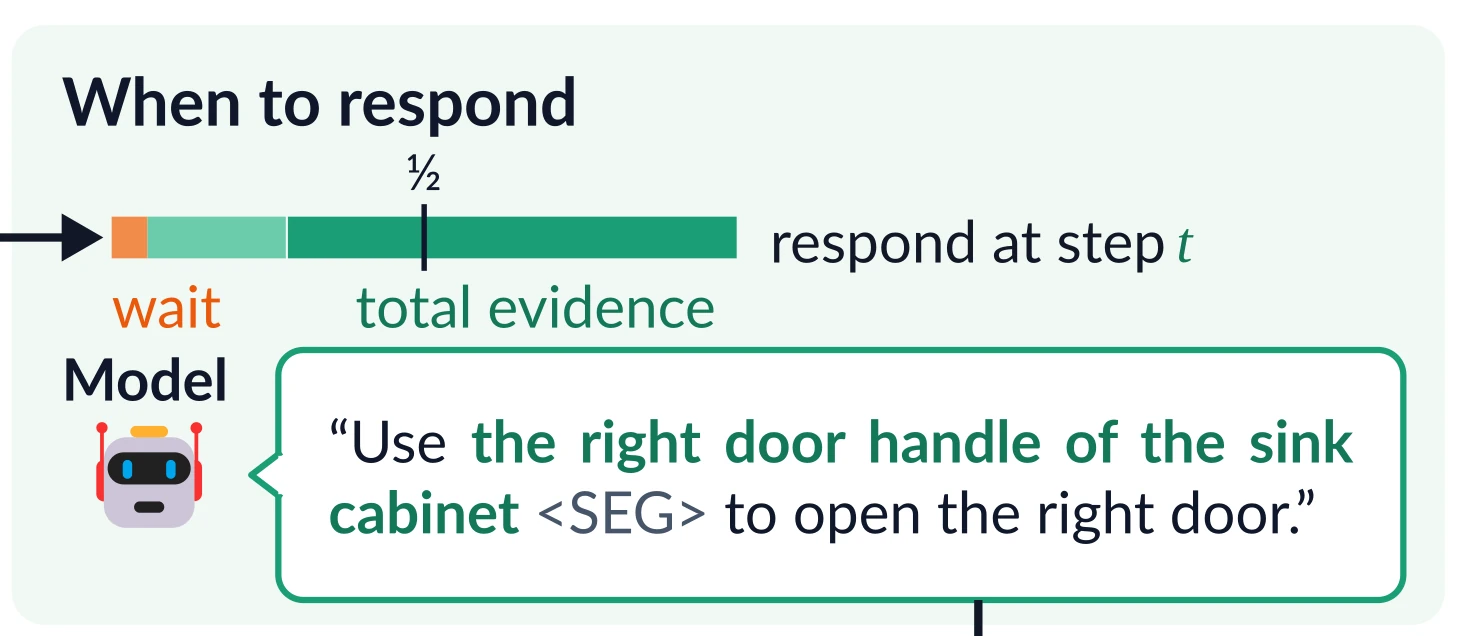 When to respond
½
respond at step t
wait
total evidence
Model
“Use the right door handle of the sink
cabinet <SEG> to open the right door.”